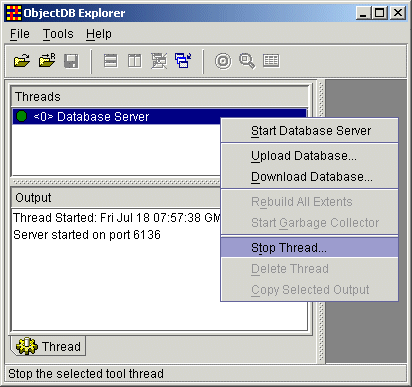 ObjectDB Explorer
File Tools Help
Threads
<0> Database Server
Start Database Server
Upload Database...
Download Database...
Rebuild All Extents
Start Garbage Collector
Stop Thread...
Delete Thread
Copy Selected Output
Output
Thread Started: Fri Jul 18 07:57:38 GM
Server started on port 6136
Thread
Stop the selected tool thread